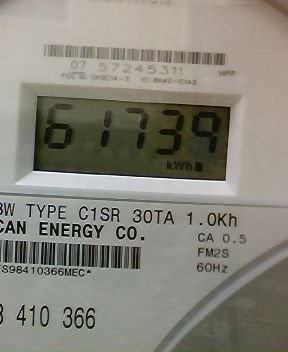 07 57245311 HPP
61739
kWh
3W TYPE C1SR 30TA 1.0Kh
CAN ENERGY CO. CA 0.5
FM2S
S98410366MEC* 60Hz
3 410 366